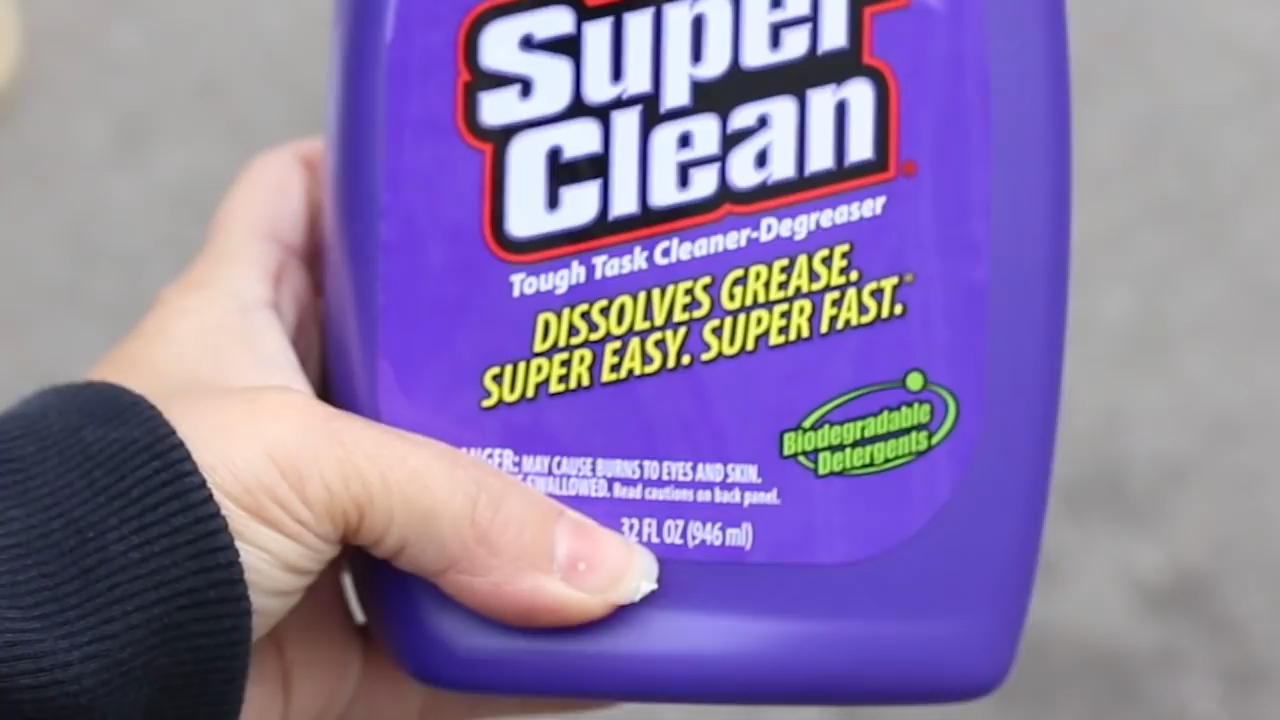 Super
Clean
Tough Task Cleaner-Degreaser
DISSOLVES GREASE.
SUPER EASY. SUPER FAST.™
Biodegradable
Detergents
MAY CAUSE BURNS TO EYES AND SKIN.
SWALLOWED. Read cautions on back panel.
32 FL OZ (946 ml)